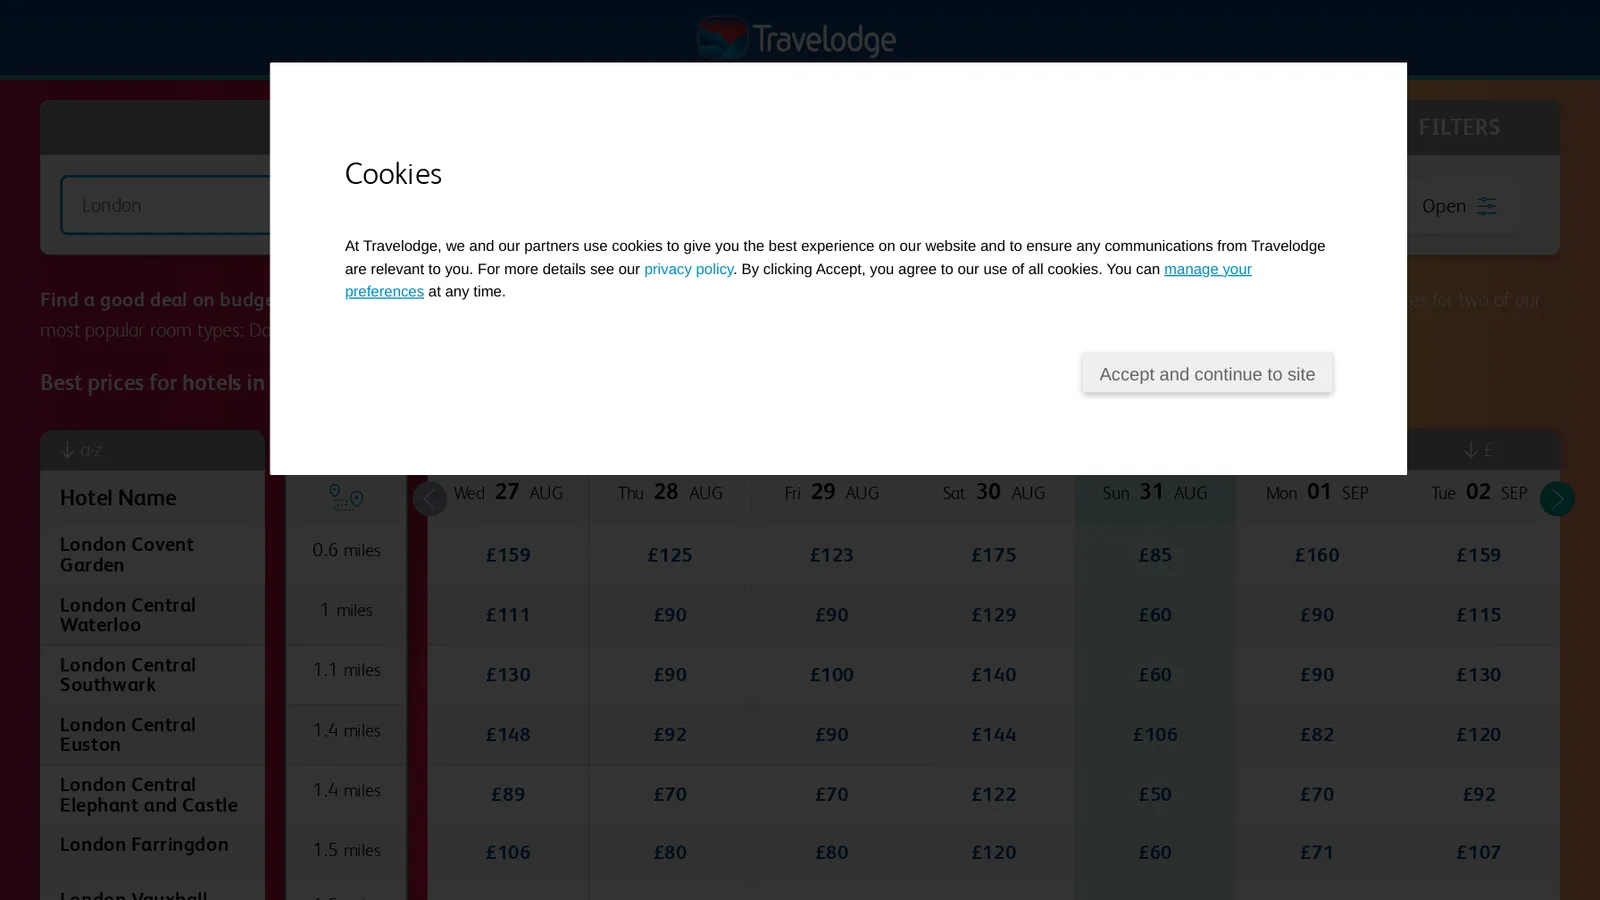 Travelodge
FILTERS
London
Open
Cookies
At Travelodge, we and our partners use cookies to give you the best experience on our website and to ensure any communications from Travelodge
are relevant to you. For more details see our privacy policy. By clicking Accept, you agree to our use of all cookies. You can manage your
preferences at any time.
Accept and continue to site
Find a good deal on budge
es for two of our
most popular room types: Do
Best prices for hotels in
a-z
£
Hotel Name
Wed 27 AUG Thu 28 AUG Fri 29 AUG Sat 30 AUG Sun 31 AUG Mon 01 SEP Tue 02 SEP
London Covent
Garden
0.6 miles £159 £125 £123 £175 £85 £160 £159
London Central
Waterloo
1 miles £111 £90 £90 £129 £60 £90 £115
London Central
Southwark
1.1 miles £130 £90 £100 £140 £60 £90 £130
London Central
Euston
1.4 miles £148 £92 £90 £144 £106 £82 £120
London Central
Elephant and Castle
1.4 miles £89 £70 £70 £122 £50 £70 £92
London Farringdon
1.5 miles £106 £80 £80 £120 £60 £71 £107
London Vauxhall